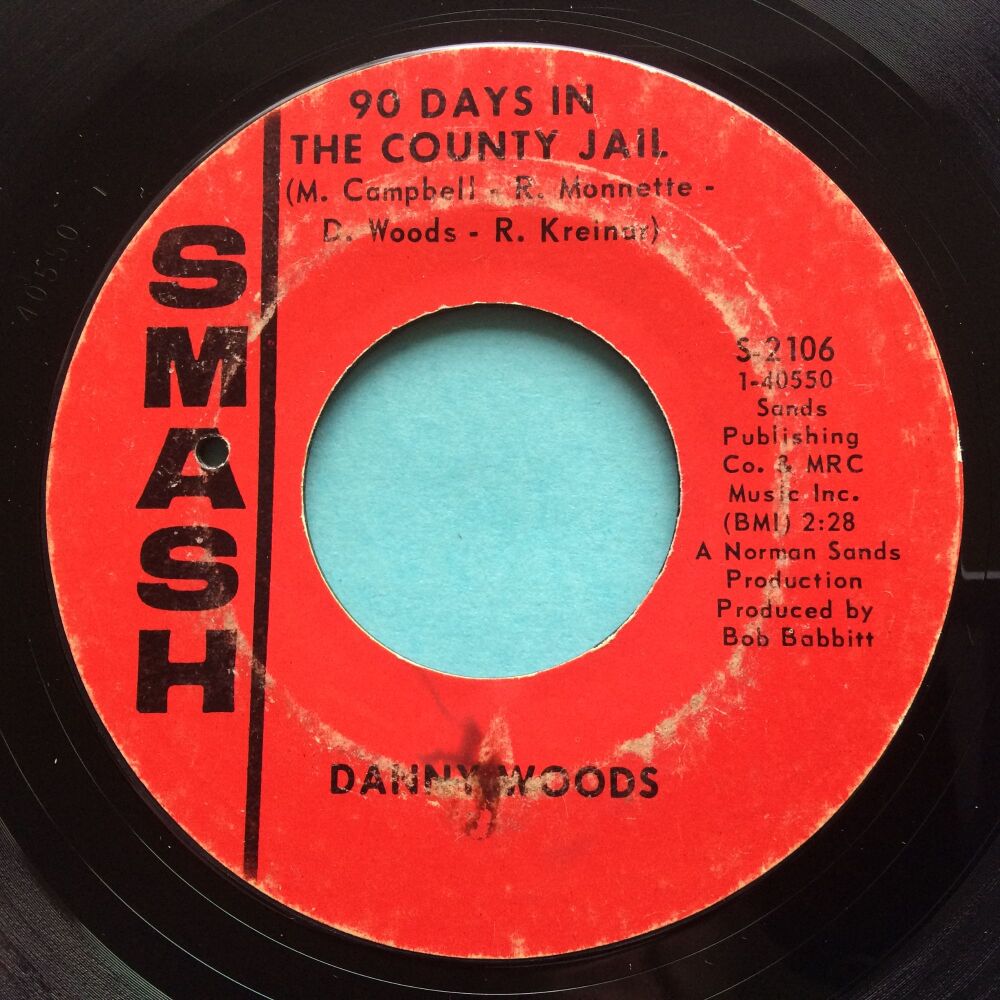 90 DAYS IN
THE COUNTY JAIL
(M. Campbell - R. Monnette -
D. Woods - R. Kreinar)
SMASH
S-2106
1-40550
Sands
Publishing
Co. & MRC
Music Inc.
(BMI) 2:28
A Norman Sands
Production
Produced by
Bob Babbitt
DANNY WOODS